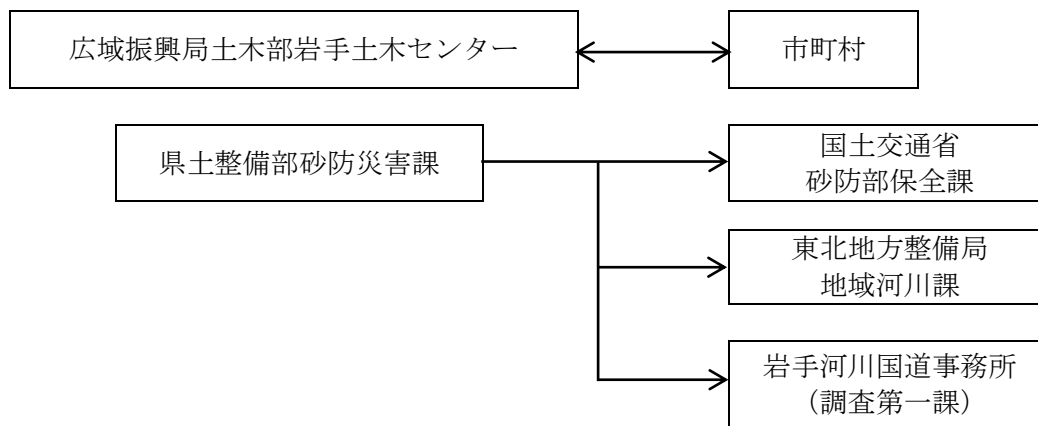 広域振興局土木部岩手土木センター
市町村
県土整備部砂防災害課
国土交通省
砂防部保全課
東北地方整備局
地域河川課
岩手河川国道事務所
（調査第一課）